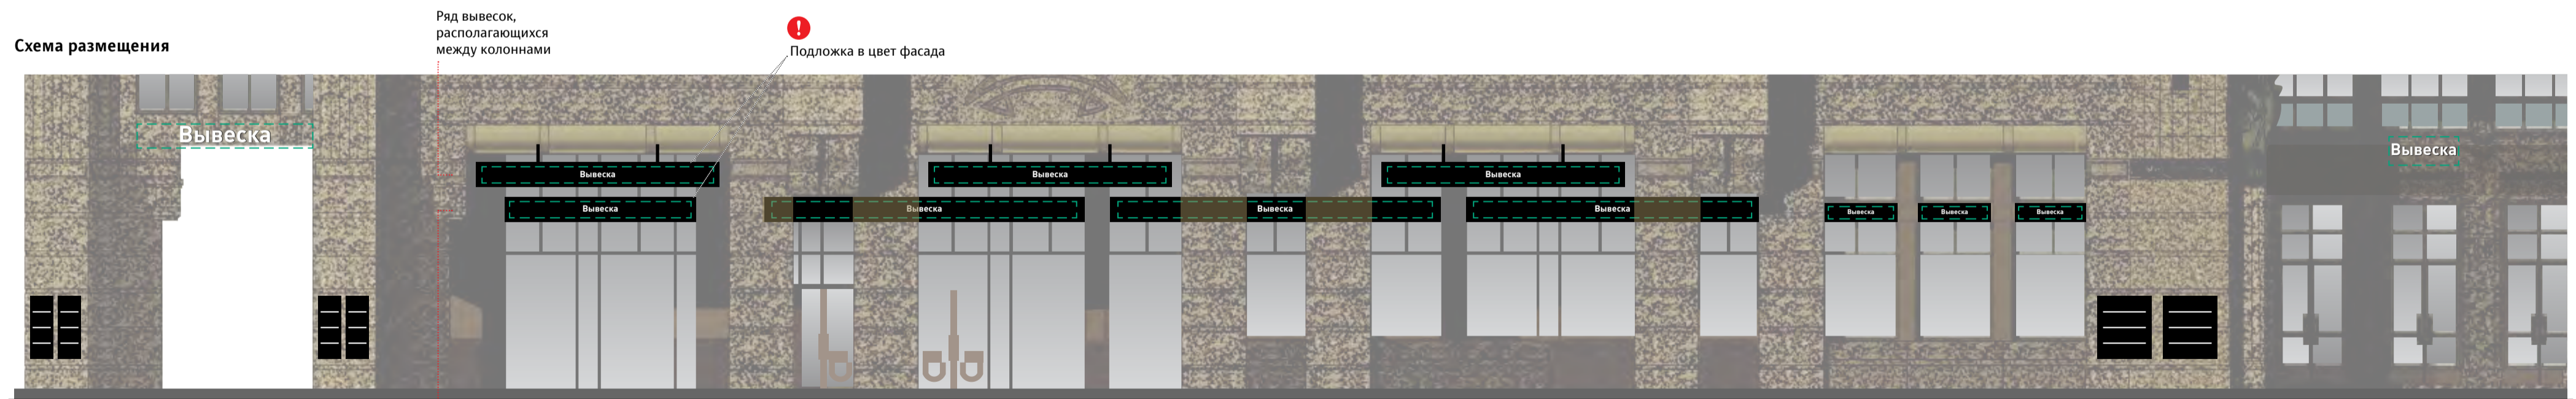 Схема размещения
Ряд вывесок,
располагающихся
между колоннами
!
Подложка в цвет фасада
Вывеска
Вывеска
Вывеска
Вывеска
Вывеска
Вывеска
Вывеска
Вывеска
Вывеска
Вывеска
Вывеска
Вывеска